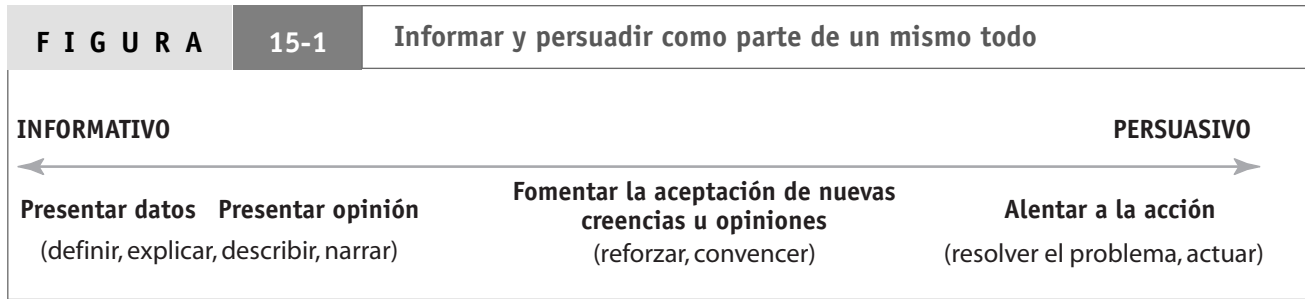 FIGURA 15-1 Informar y persuadir como parte de un mismo todo
INFORMATIVO PERSUASIVO
Presentar datos Presentar opinión
(definir, explicar, describir, narrar)
Fomentar la aceptación de nuevas
creencias u opiniones
(reforzar, convencer)
Alentar a la acción
(resolver el problema, actuar)